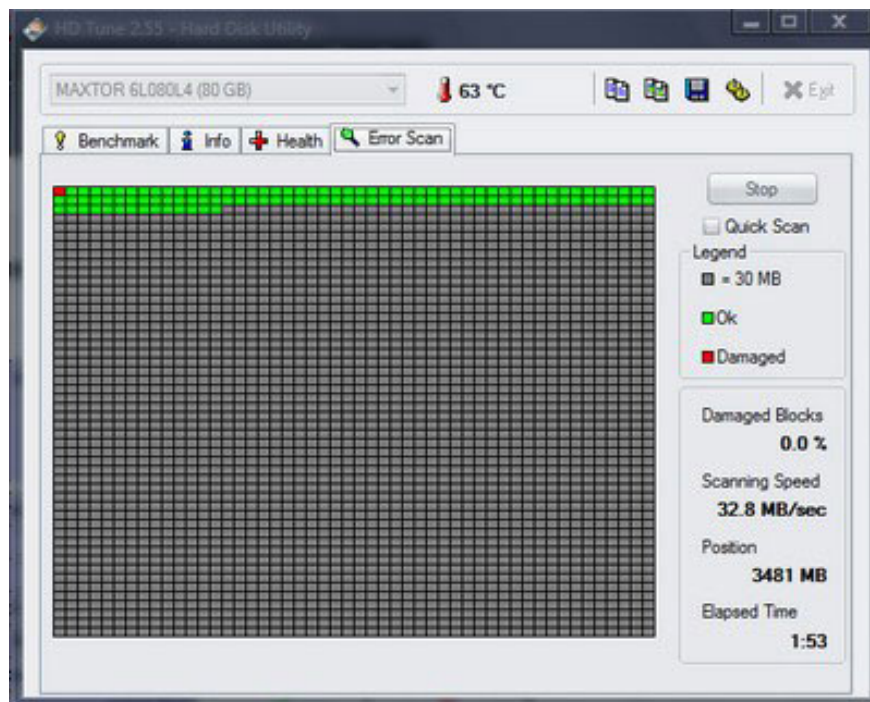 HD Tune 2.55 - Hard Disk Utility
MAXTOR 6L080L4 (80 GB)
63 °C
Exit
Benchmark
Info
Health
Error Scan
Stop
Quick Scan
Legend
= 30 MB
Ok
Damaged
Damaged Blocks
0.0 %
Scanning Speed
32.8 MB/sec
Position
3481 MB
Elapsed Time
1:53